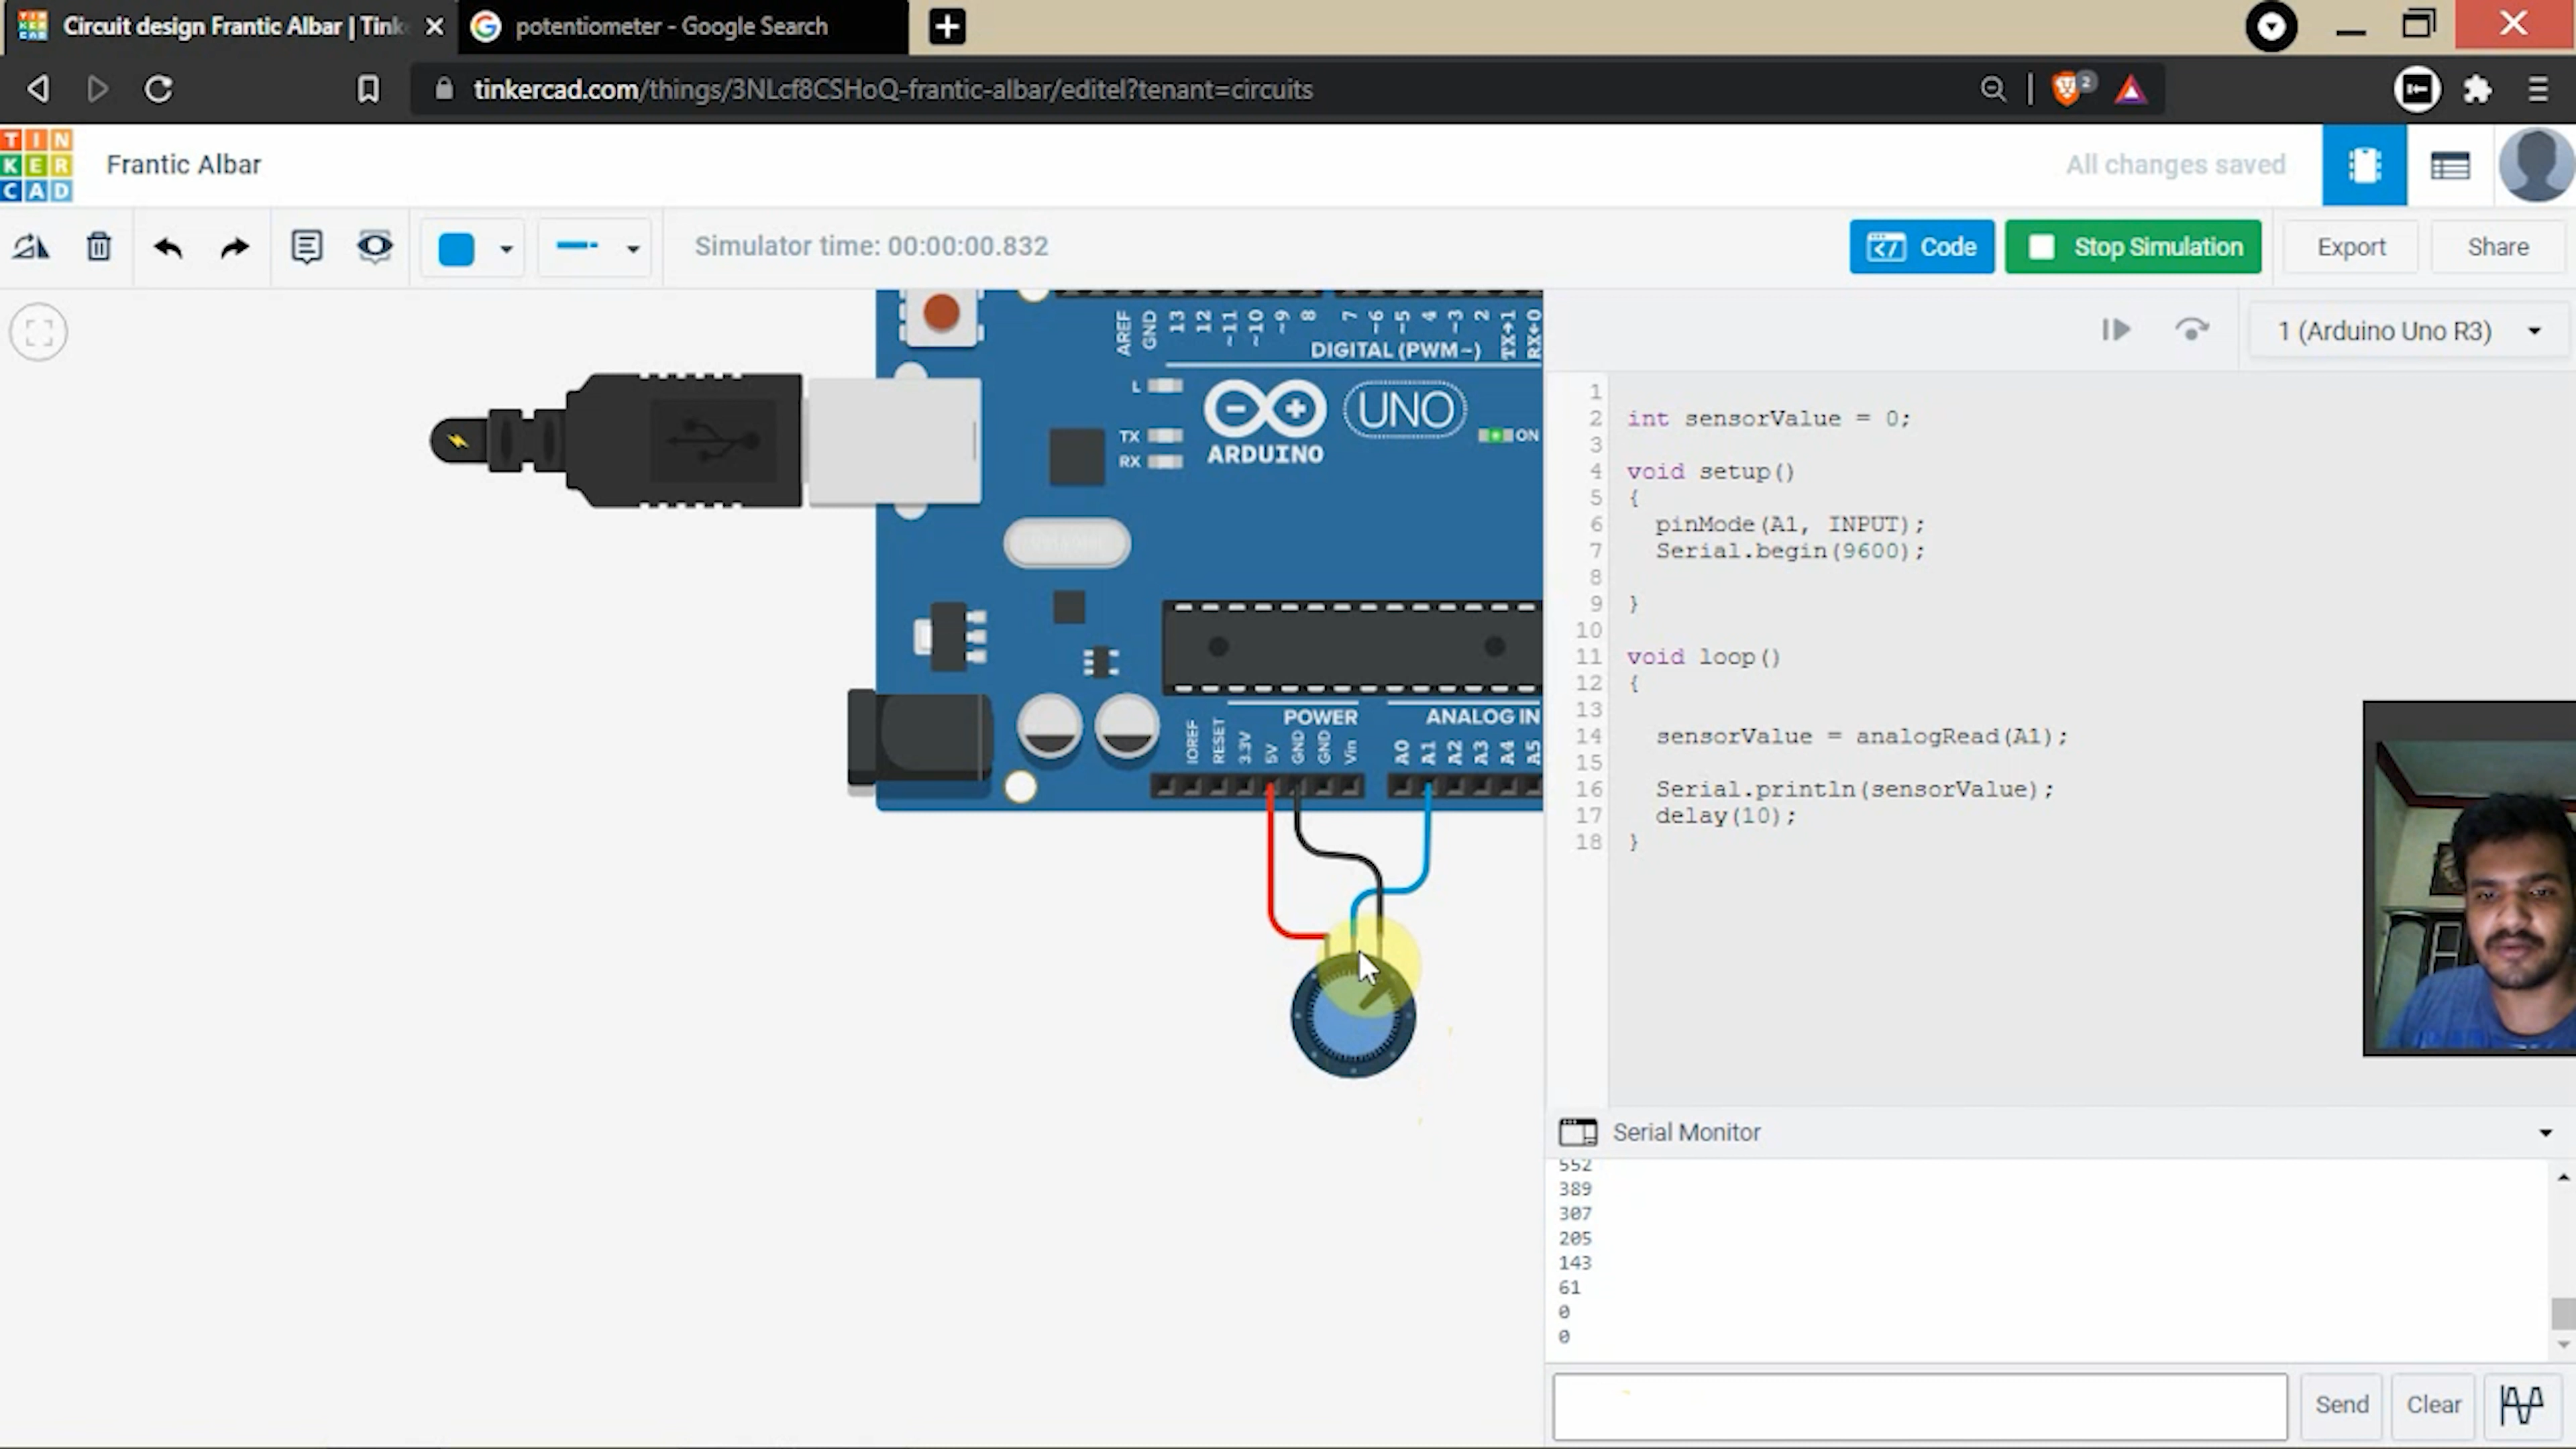 Circuit design Frantic Albar | Tink
potentiometer - Google Search
tinkercad.com/things/3NLcf8CSHoQ-frantic-albar/editel?tenant=circuits
2
TIN
KER
CAD
Frantic Albar
All changes saved
Simulator time: 00:00:00.832
Code
Stop Simulation
Export
Share
1 (Arduino Uno R3)
AREF
GND
13
12
~11
~10
~9
8
7
~6
~5
4
~3
2
TX→1
RX←0
DIGITAL (PWM~)
L
TX
RX
UNO
ARDUINO
ON
POWER
ANALOG IN
IOREF
RESET
3.3V
5V
GND
GND
Vin
A0
A1
A2
A3
A4
A5
1
2 int sensorValue = 0;
3
4 void setup()
5 {
6 pinMode(A1, INPUT);
7 Serial.begin(9600);
8
9 }
10
11 void loop()
12 {
13
14 sensorValue = analogRead(A1);
15
16 Serial.println(sensorValue);
17 delay(10);
18 }
Serial Monitor
552
389
307
205
143
61
0
0
Send
Clear